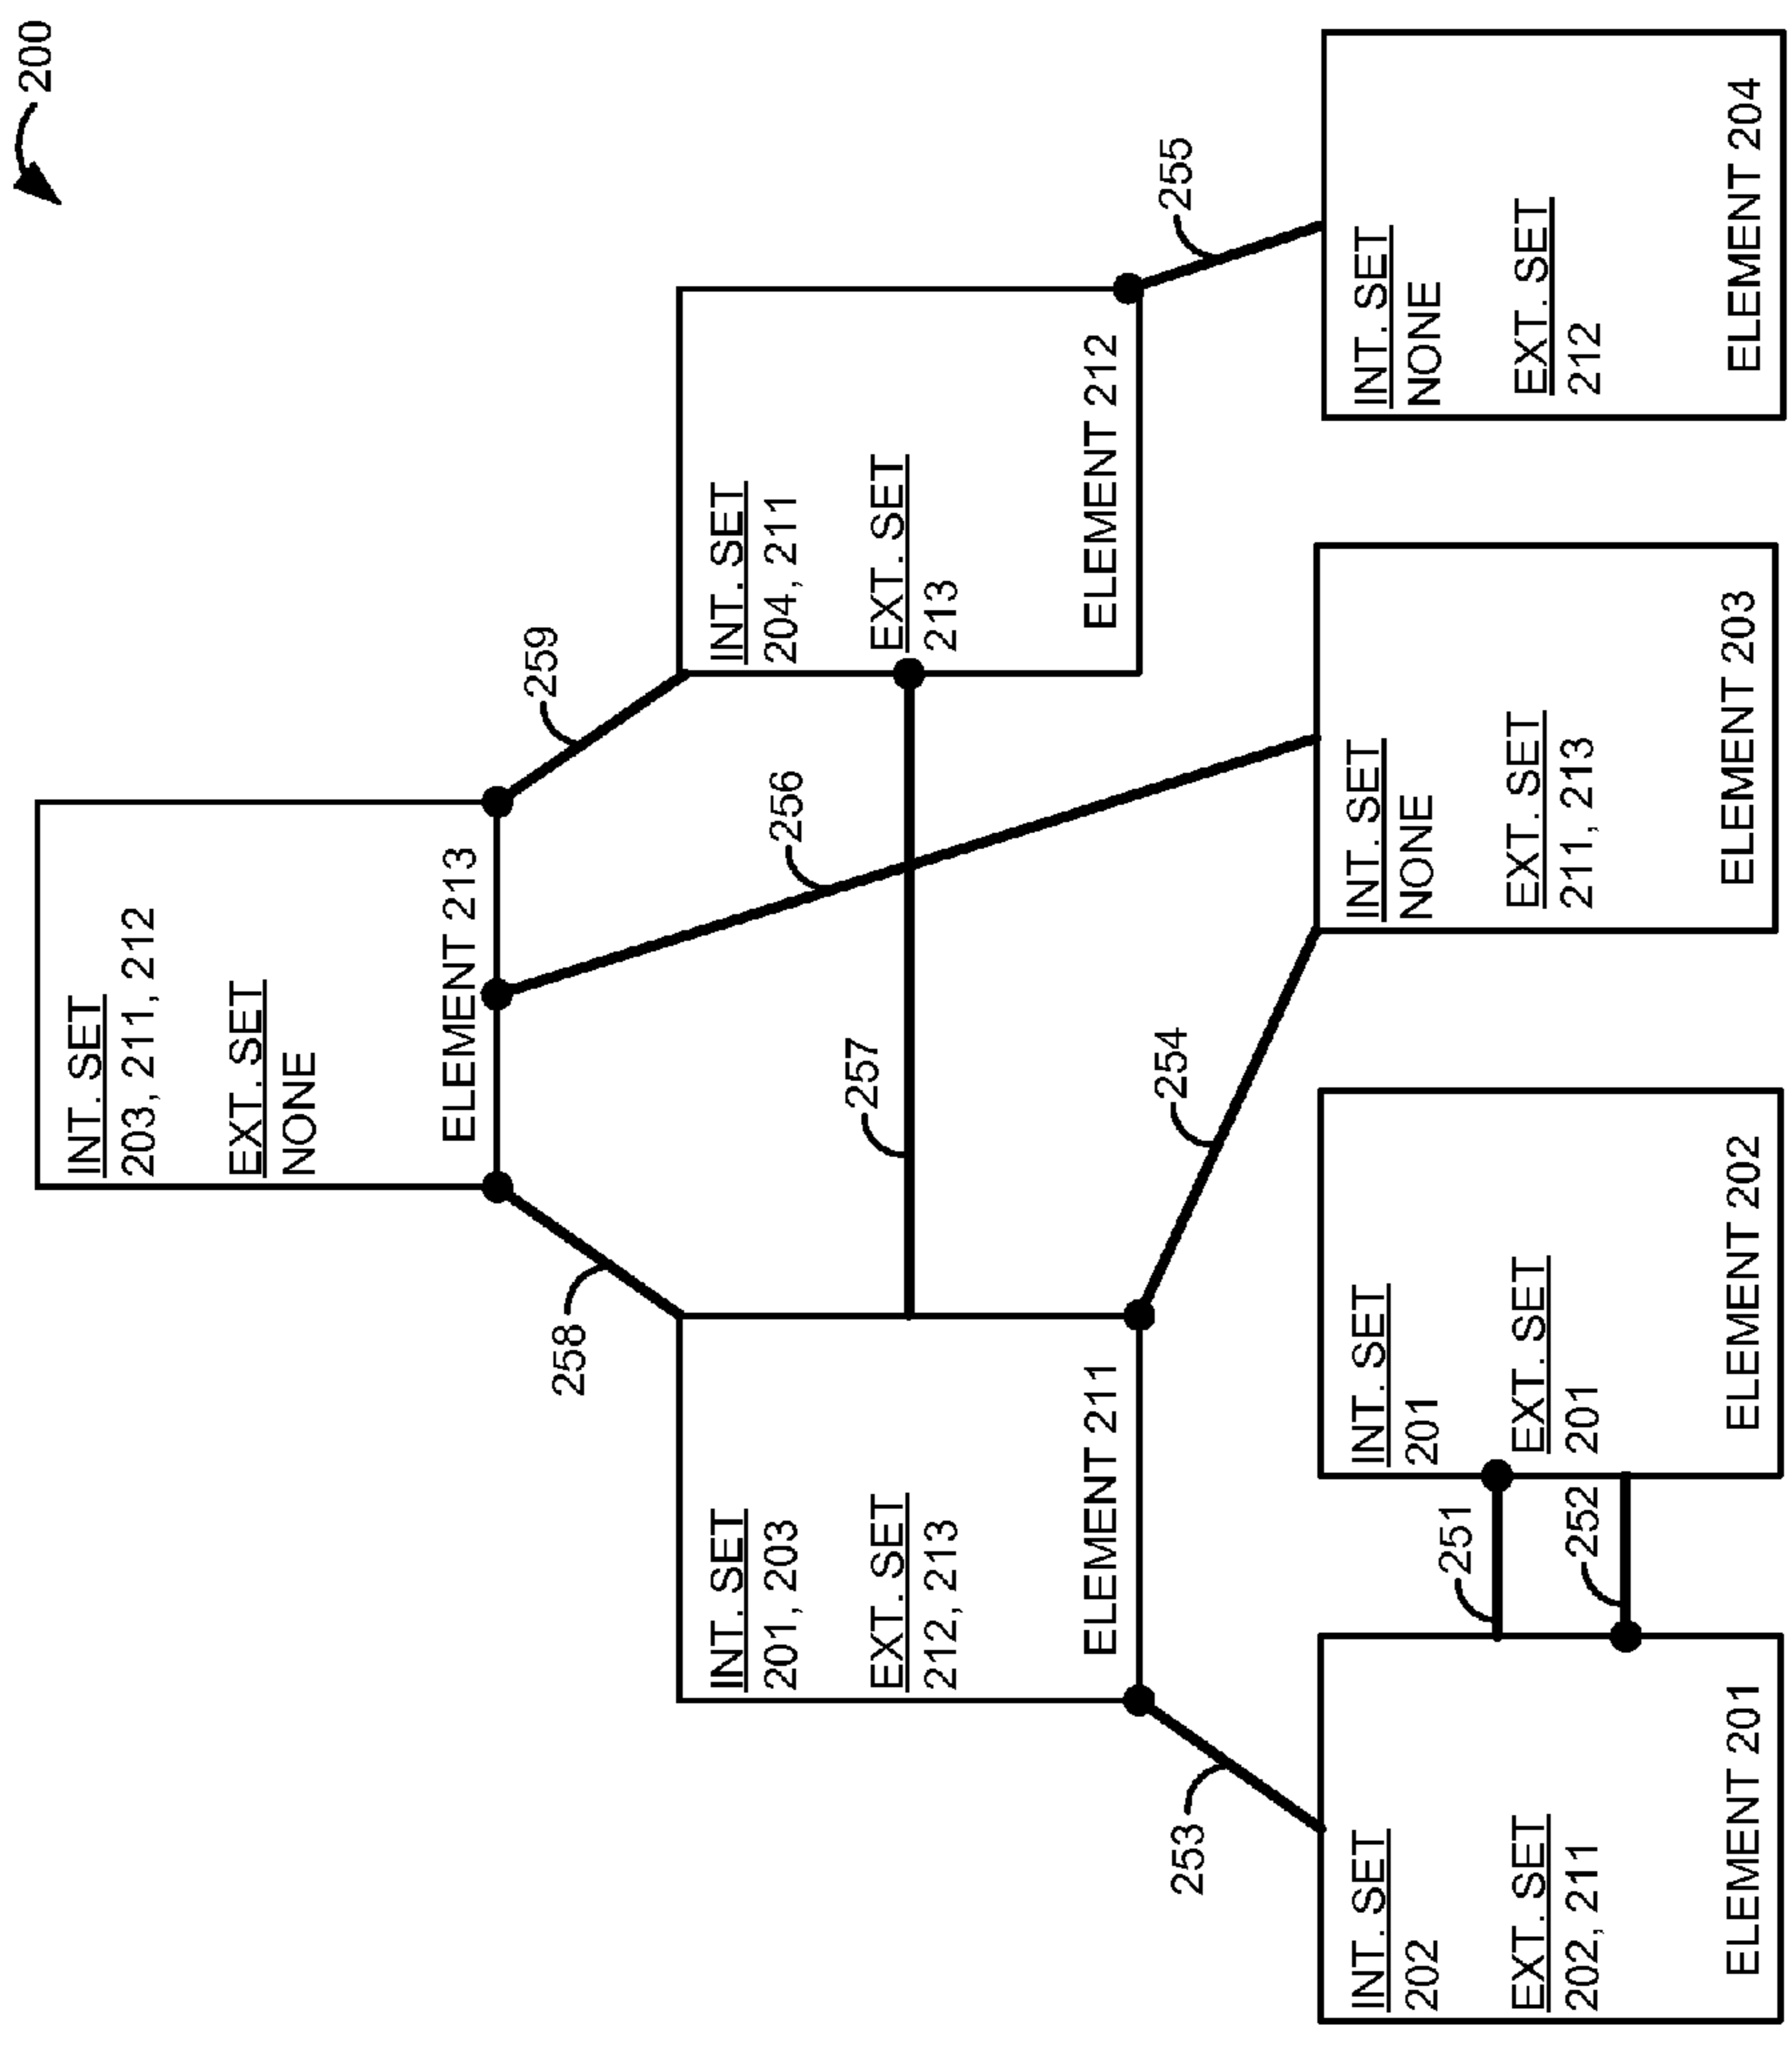 200
INT. SET
203, 211, 212
EXT. SET
NONE
ELEMENT 213
258
259
INT. SET
201, 203
EXT. SET
212, 213
ELEMENT 211
257
256
INT. SET
204, 211
EXT. SET
213
ELEMENT 212
253
254
255
INT. SET
202
EXT. SET
202, 211
ELEMENT 201
251
252
INT. SET
201
EXT. SET
201
ELEMENT 202
INT. SET
NONE
EXT. SET
211, 213
ELEMENT 203
INT. SET
NONE
EXT. SET
212
ELEMENT 204